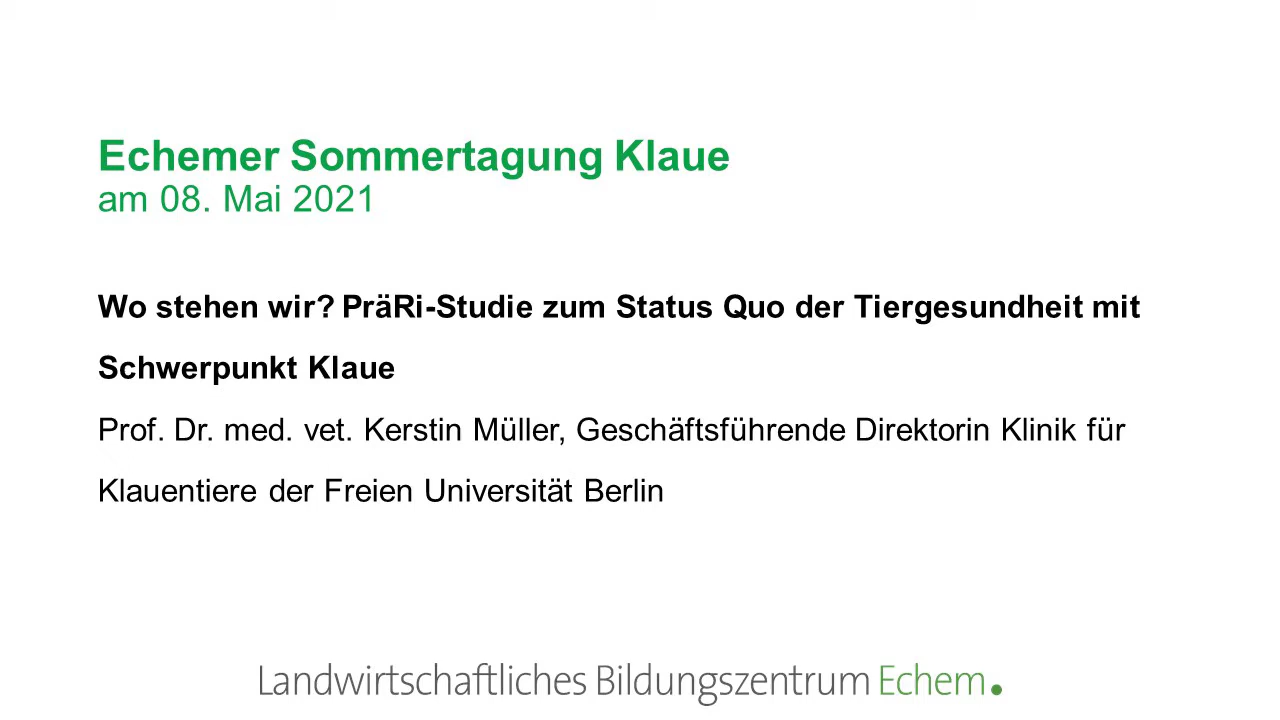 Echemer Sommertagung Klaue
am 08. Mai 2021
Wo stehen wir? PräRi-Studie zum Status Quo der Tiergesundheit mit
Schwerpunkt Klaue
Prof. Dr. med. vet. Kerstin Müller, Geschäftsführende Direktorin Klinik für
Klauentiere der Freien Universität Berlin
Landwirtschaftliches Bildungszentrum Echem.